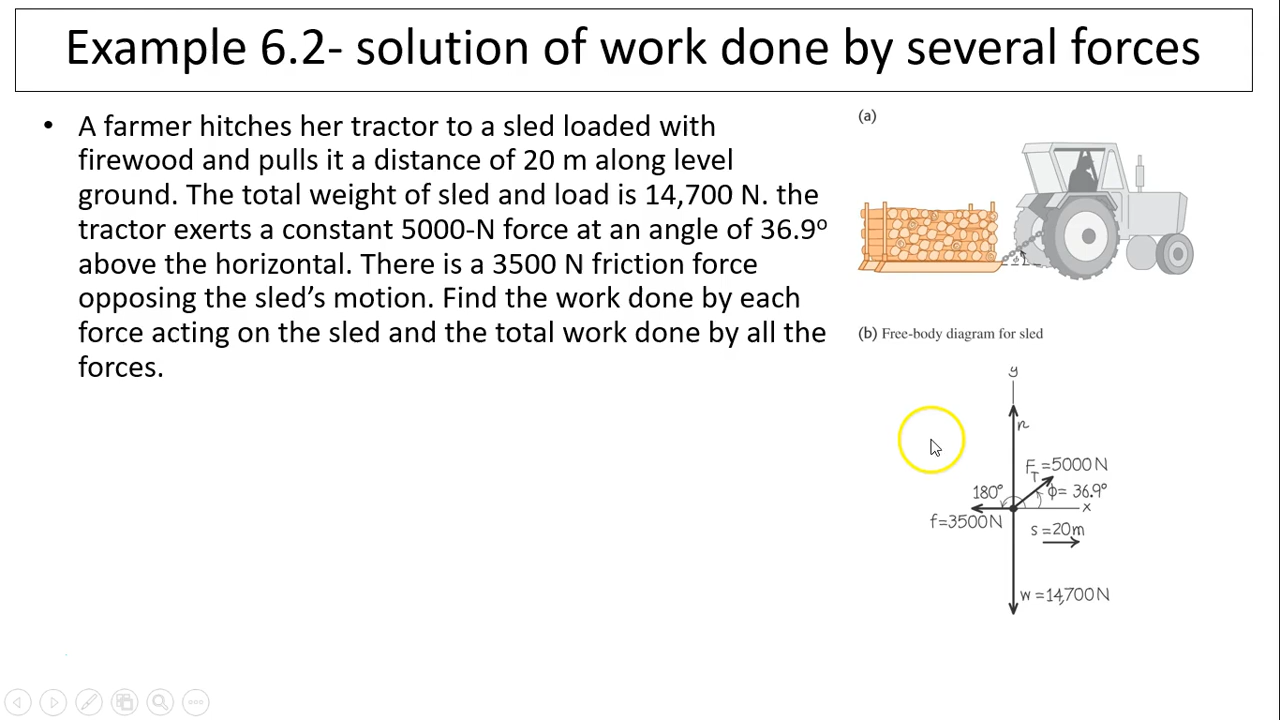 Example 6.2- solution of work done by several forces
• A farmer hitches her tractor to a sled loaded with
firewood and pulls it a distance of 20 m along level
ground. The total weight of sled and load is 14,700 N. the
tractor exerts a constant 5000-N force at an angle of 36.9º
above the horizontal. There is a 3500 N friction force
opposing the sled’s motion. Find the work done by each
force acting on the sled and the total work done by all the
forces.
(a)
(b) Free-body diagram for sled
y
n
F_T=5000N
180°
ϕ= 36.9°
x
f=3500N
s=20m
w=14,700N